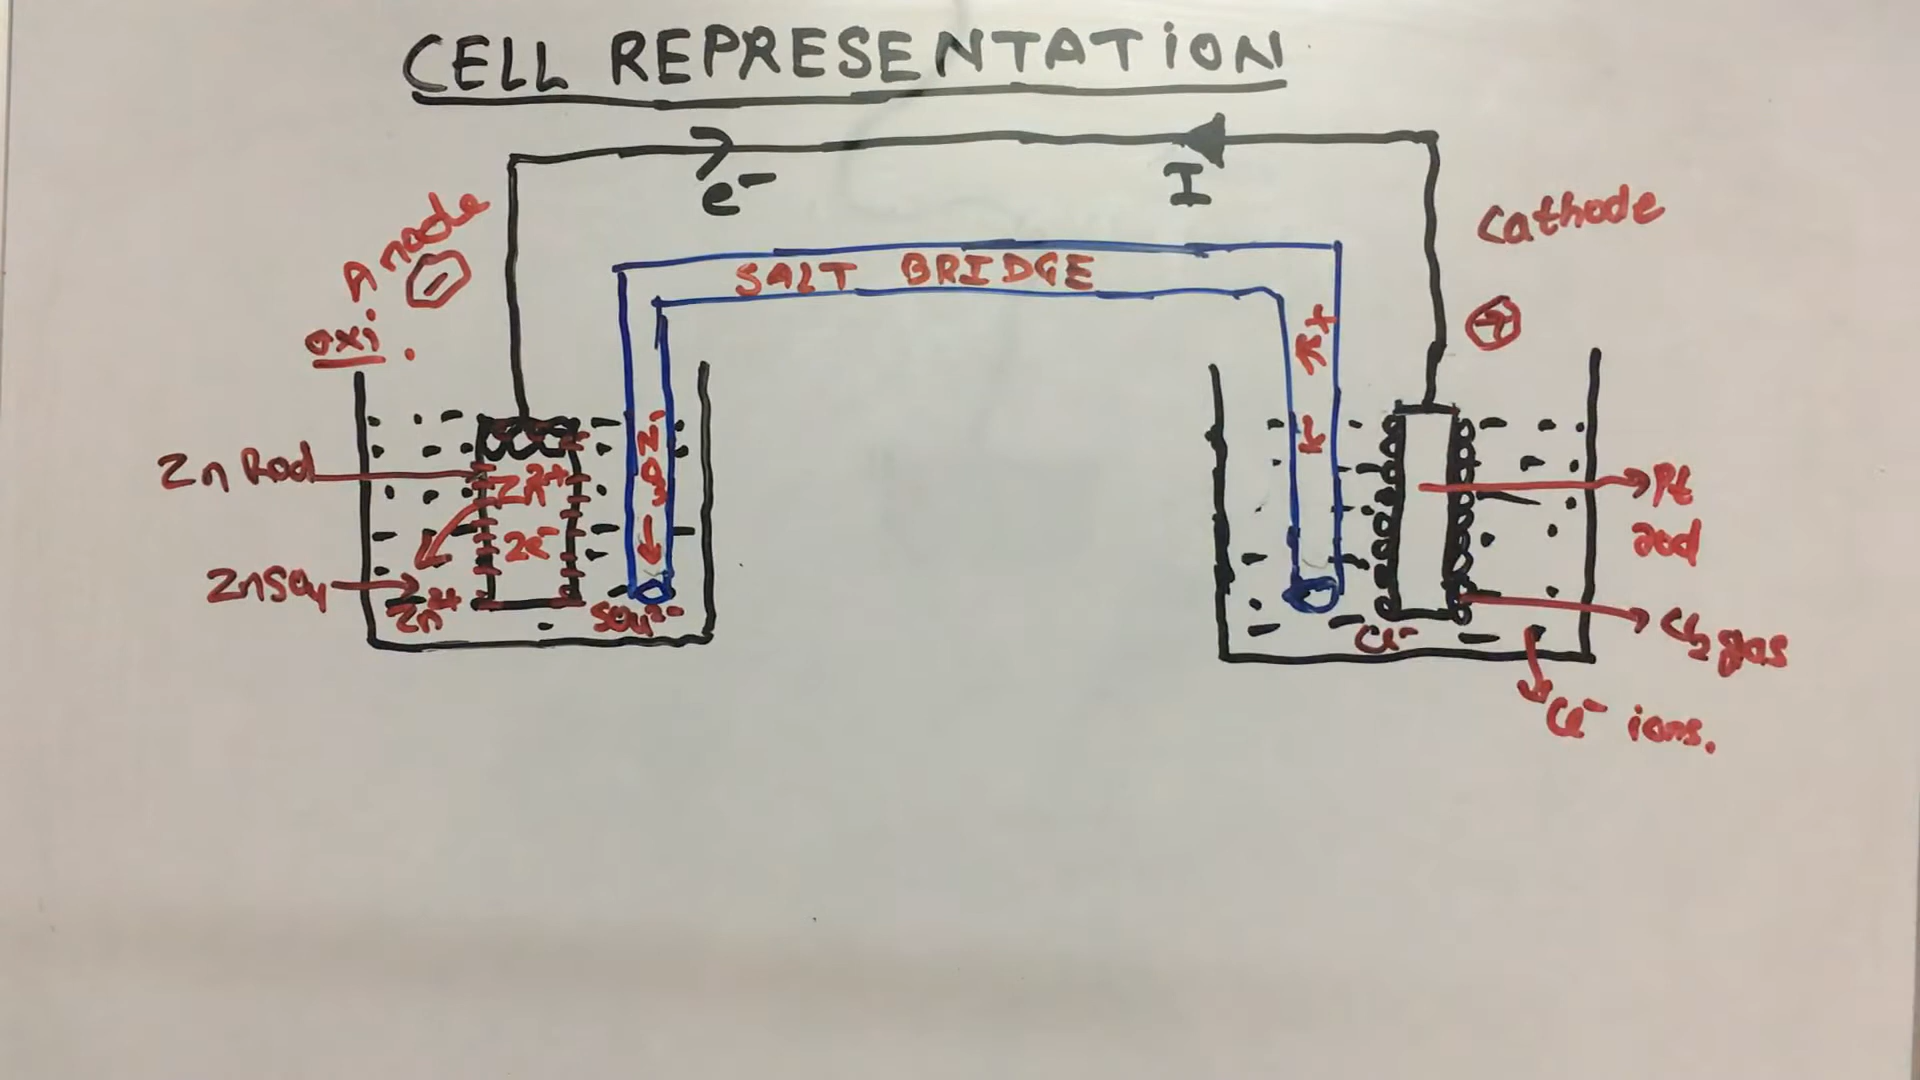 CELL REPRESENTATION
e⁻
I
Anode
Cathode
SALT BRIDGE
oxi.
K⁺
NO₃⁻
Zn Rod
Zn²⁺
Pt
rod
2e⁻
ZnSO₄
Zn²⁺
SO₄²⁻
Cl⁻
Cl₂ gas
Cl⁻ ions.